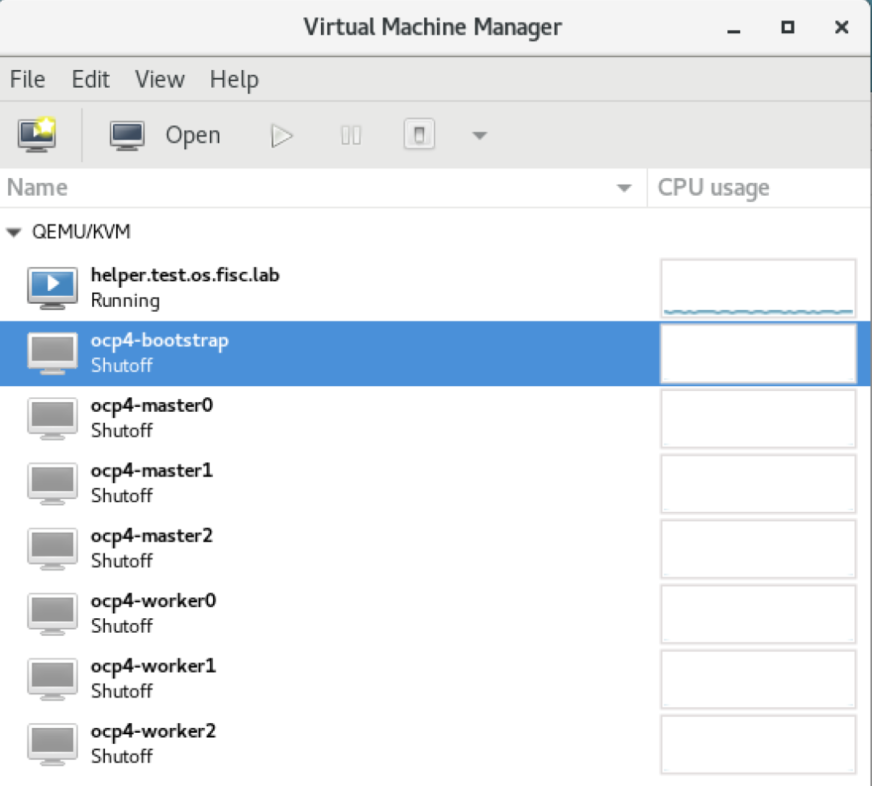 Virtual Machine Manager
File Edit View Help
Open
Name CPU usage
QEMU/KVM
helper.test.os.fisc.lab
Running
ocp4-bootstrap
Shutoff
ocp4-master0
Shutoff
ocp4-master1
Shutoff
ocp4-master2
Shutoff
ocp4-worker0
Shutoff
ocp4-worker1
Shutoff
ocp4-worker2
Shutoff